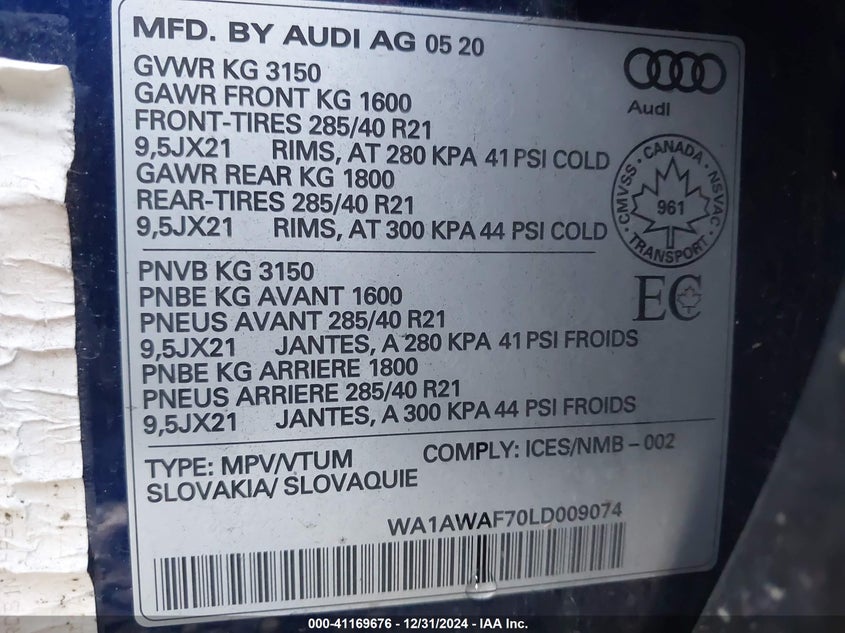 MFD. BY AUDI AG 05 20
GVWR KG 3150
GAWR FRONT KG 1600
FRONT-TIRES 285/40 R21
9,5JX21 RIMS, AT 280 KPA 41 PSI COLD
GAWR REAR KG 1800
REAR-TIRES 285/40 R21
9,5JX21 RIMS, AT 300 KPA 44 PSI COLD
Audi
CMVSS · CANADA · NSVAC
961
TRANSPORT
PNVB KG 3150
PNBE KG AVANT 1600
PNEUS AVANT 285/40 R21
9,5JX21 JANTES, A 280 KPA 41 PSI FROIDS
PNBE KG ARRIERE 1800
PNEUS ARRIERE 285/40 R21
9,5JX21 JANTES, A 300 KPA 44 PSI FROIDS
EC
TYPE: MPV/VTUM COMPLY: ICES/NMB – 002
SLOVAKIA/ SLOVAQUIE
WA1AWAF70LD009074
000-41169676 - 12/31/2024 - IAA Inc.